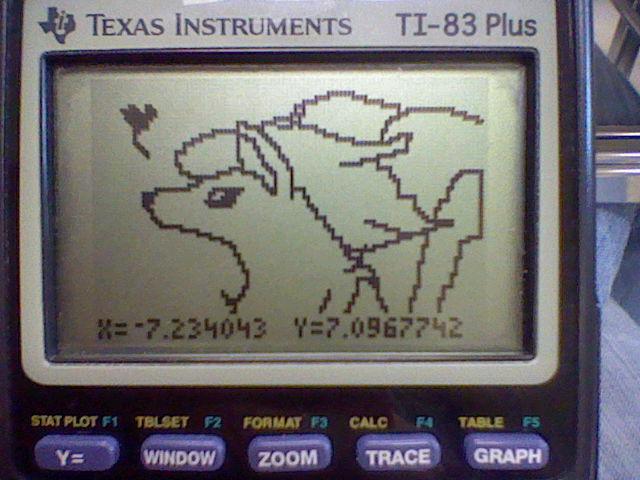 TEXAS INSTRUMENTS TI-83 Plus
X=-7.234043 Y=7.0967742
STAT PLOT F1 TBLSET F2 FORMAT F3 CALC F4 TABLE F5
Y= WINDOW ZOOM TRACE GRAPH